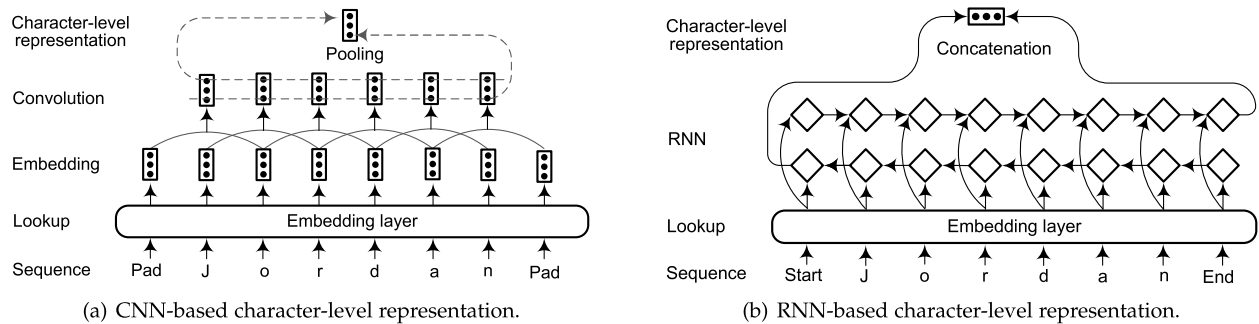 Character-level
representation
Pooling
Convolution
Embedding
Lookup
Embedding layer
Sequence
Pad J o r d a n Pad
(a) CNN-based character-level representation.
Character-level
representation
Concatenation
RNN
Lookup
Embedding layer
Sequence
Start J o r d a n End
(b) RNN-based character-level representation.